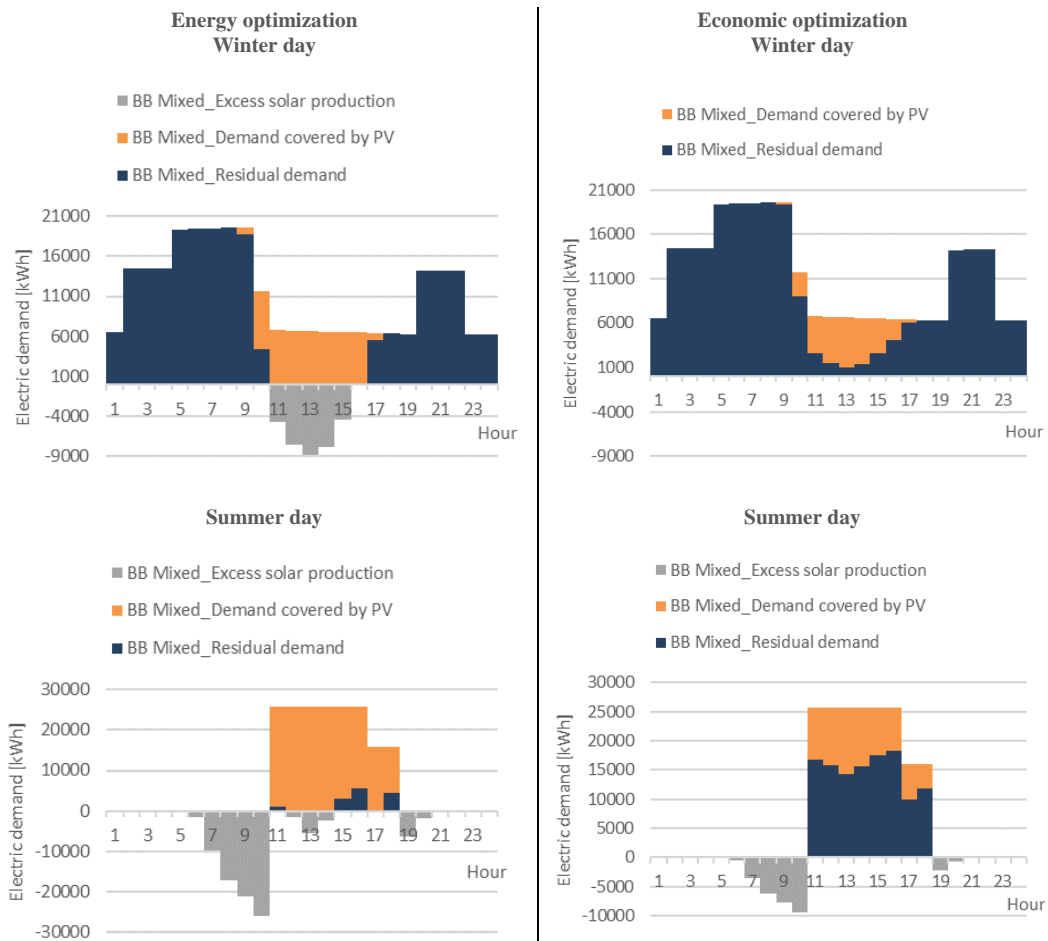 Energy optimization
Winter day
BB Mixed_Excess solar production
BB Mixed_Demand covered by PV
BB Mixed_Residual demand
Electric demand [kWh]
21000
16000
11000
6000
1000
-4000
-9000
1 3 5 7 9 11 13 15 17 19 21 23
Hour
Economic optimization
Winter day
BB Mixed_Demand covered by PV
BB Mixed_Residual demand
Electric demand [kWh]
21000
16000
11000
6000
1000
-4000
-9000
1 3 5 7 9 11 13 15 17 19 21 23
Hour
Summer day
BB Mixed_Excess solar production
BB Mixed_Demand covered by PV
BB Mixed_Residual demand
Electric demand [kWh]
30000
20000
10000
0
-10000
-20000
-30000
1 3 5 7 9 11 13 15 17 19 21 23
Hour
Summer day
BB Mixed_Excess solar production
BB Mixed_Demand covered by PV
BB Mixed_Residual demand
Electric demand [kWh]
30000
25000
20000
15000
10000
5000
0
-5000
-10000
1 3 5 7 9 11 13 15 17 19 21 23
Hour